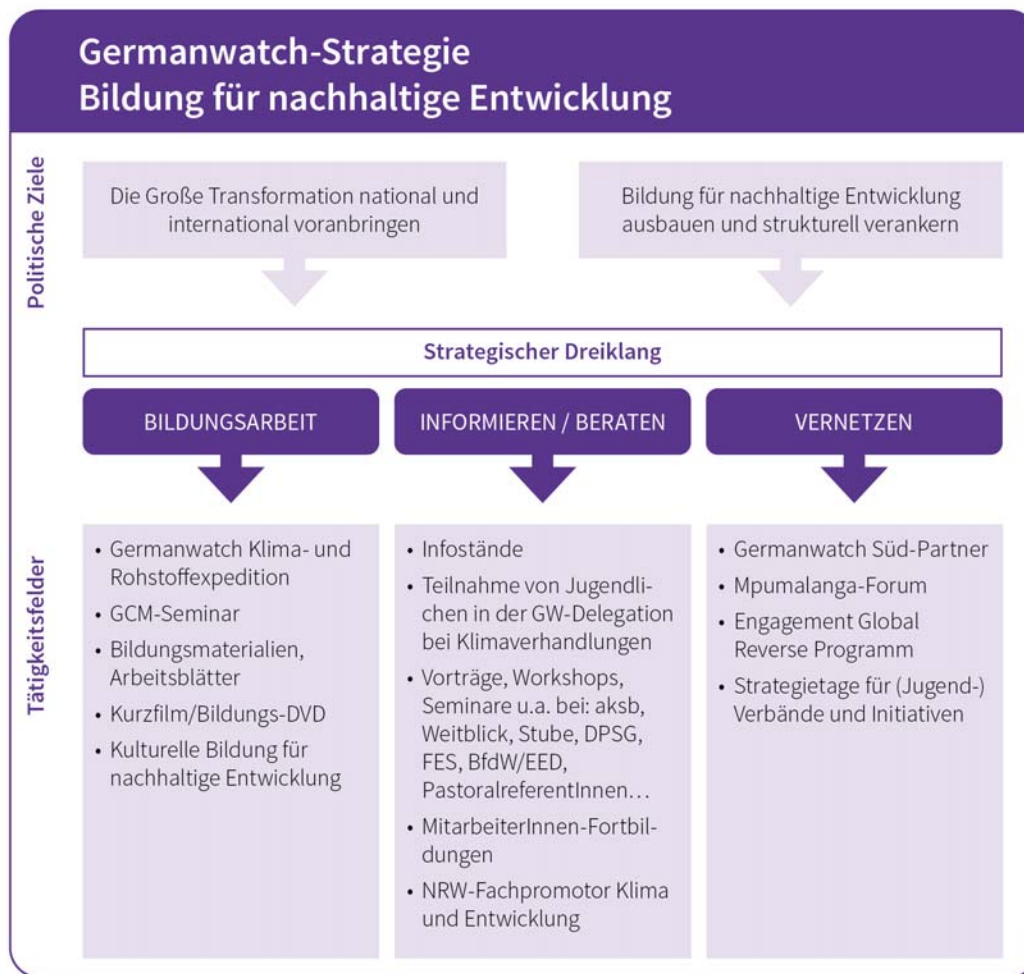 Germanwatch-Strategie
Bildung für nachhaltige Entwicklung
Politische Ziele
Die Große Transformation national und
international voranbringen
Bildung für nachhaltige Entwicklung
ausbauen und strukturell verankern
Strategischer Dreiklang
BILDUNGSARBEIT
INFORMIEREN / BERATEN
VERNETZEN
Tätigkeitsfelder
• Germanwatch Klima- und
Rohstoffexpedition
• GCM-Seminar
• Bildungsmaterialien,
Arbeitsblätter
• Kurzfilm/Bildungs-DVD
• Kulturelle Bildung für
nachhaltige Entwicklung
• Infostände
• Teilnahme von Jugendli-
chen in der GW-Delegation
bei Klimaverhandlungen
• Vorträge, Workshops,
Seminare u.a. bei: aksb,
Weitblick, Stube, DPSG,
FES, BfdW/EED,
PastoralreferentInnen…
• MitarbeiterInnen-Fortbil-
dungen
• NRW-Fachpromotor Klima
und Entwicklung
• Germanwatch Süd-Partner
• Mpumalanga-Forum
• Engagement Global
Reverse Programm
• Strategietage für (Jugend-)
Verbände und Initiativen